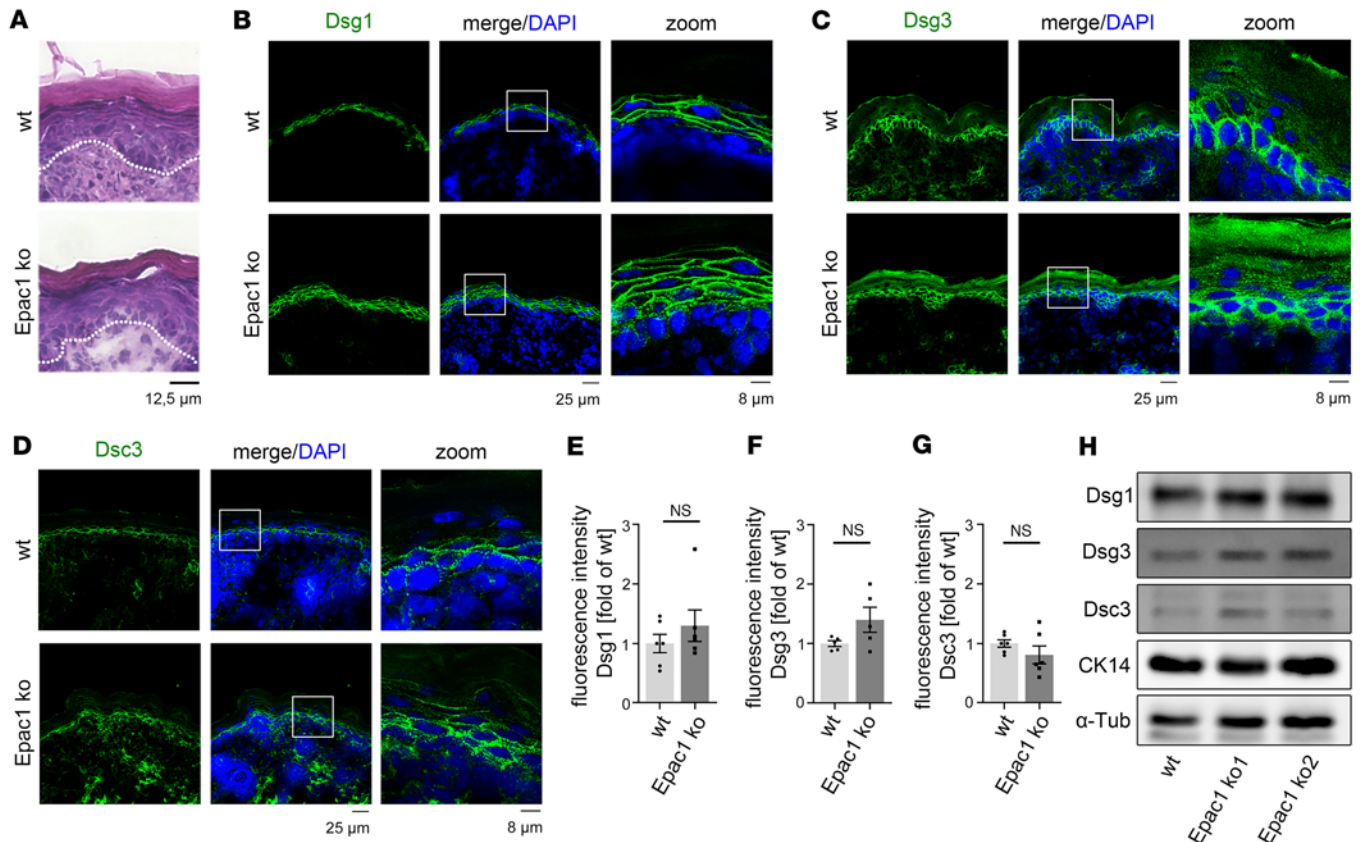 A
wt
Epac1 ko
12,5 µm
B
Dsg1
merge/DAPI
zoom
wt
Epac1 ko
25 µm
8 µm
C
Dsg3
merge/DAPI
zoom
wt
Epac1 ko
25 µm
8 µm
D
Dsc3
merge/DAPI
zoom
wt
Epac1 ko
25 µm
8 µm
E
fluorescence intensity
Dsg1 [fold of wt]
3
2
1
0
NS
wt
Epac1 ko
F
fluorescence intensity
Dsg3 [fold of wt]
3
2
1
0
NS
wt
Epac1 ko
G
fluorescence intensity
Dsc3 [fold of wt]
3
2
1
0
NS
wt
Epac1 ko
H
Dsg1
Dsg3
Dsc3
CK14
α-Tub
wt
Epac1 ko1
Epac1 ko2